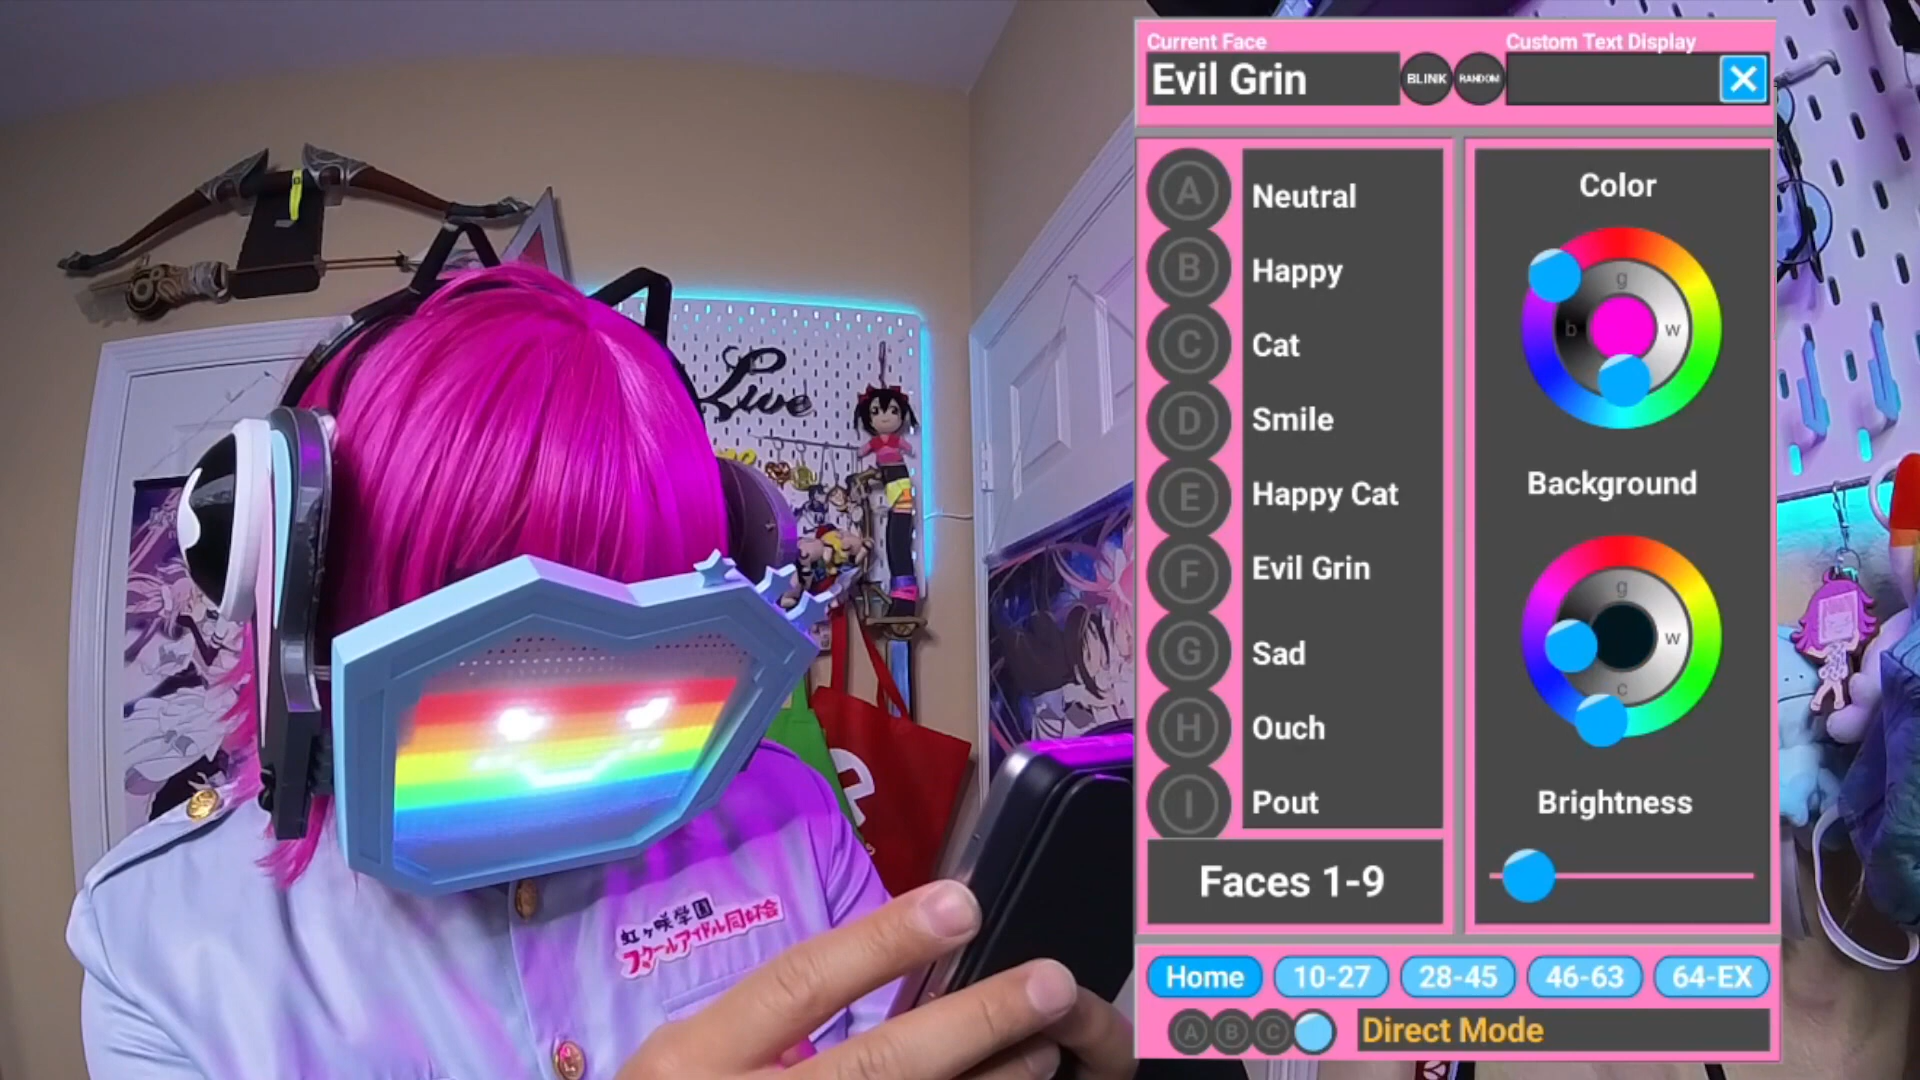 Current Face
Custom Text Display
Evil Grin
BLINK
RANDOM
A
Neutral
B
Happy
C
Cat
D
Smile
E
Happy Cat
F
Evil Grin
G
Sad
H
Ouch
I
Pout
Faces 1-9
Color
g
b
w
Background
g
w
c
Brightness
Home
10-27
28-45
46-63
64-EX
A
B
C
Direct Mode
Live
虹ヶ咲学園
スクールアイドル同好会